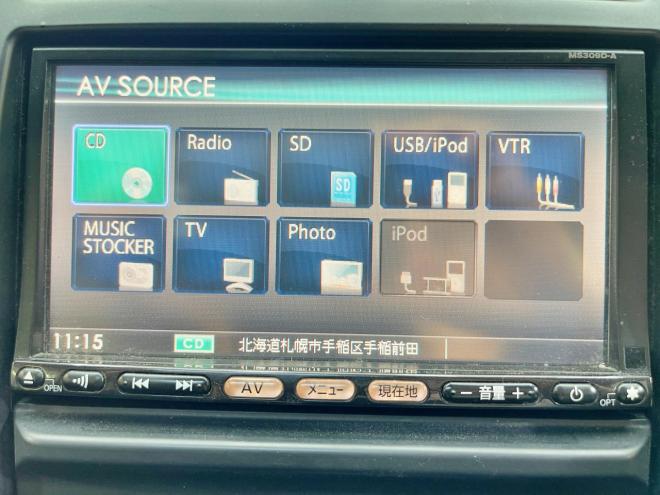 MS309D-A
AV SOURCE
CD
Radio
SD
SD
USB/iPod
VTR
MUSIC
STOCKER
TV
Photo
iPod
11:15
CD
北海道札幌市手稲区手稲前田
OPEN
AV
メニュー
現在地
− 音量 +
OPT